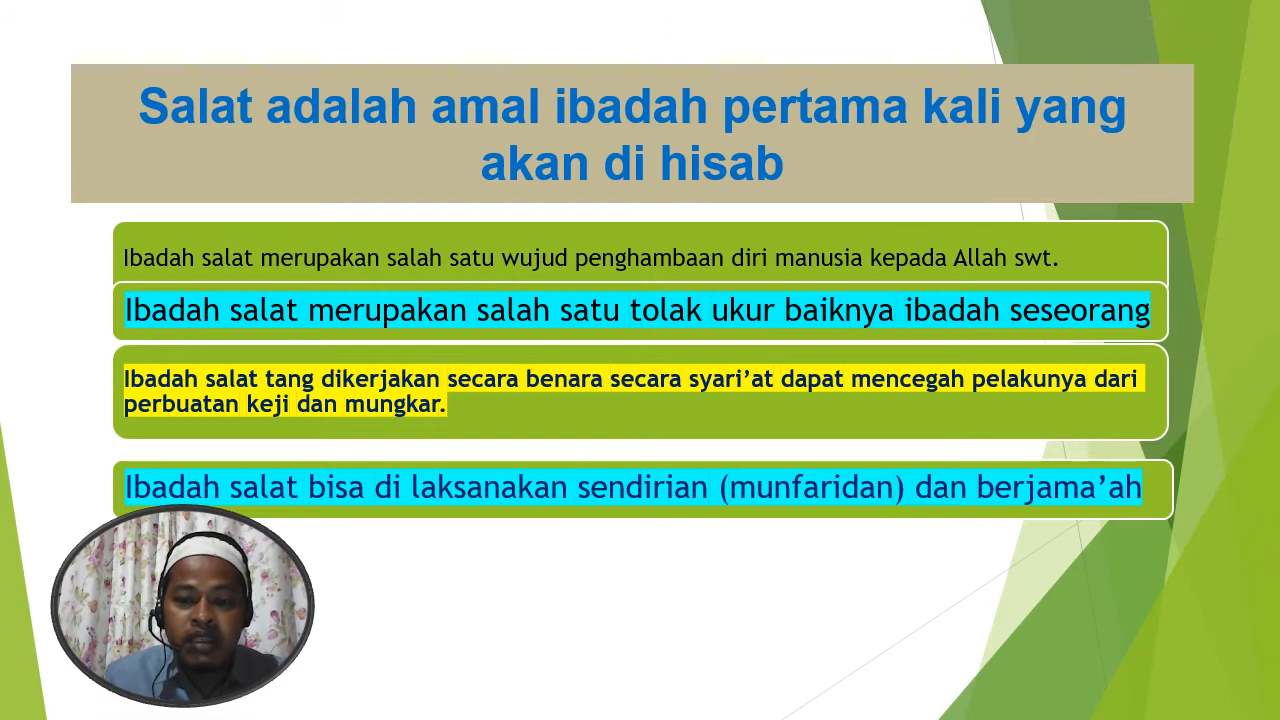 Salat adalah amal ibadah pertama kali yang
akan di hisab
Ibadah salat merupakan salah satu wujud penghambaan diri manusia kepada Allah swt.
Ibadah salat merupakan salah satu tolak ukur baiknya ibadah seseorang
Ibadah salat tang dikerjakan secara benara secara syari’at dapat mencegah pelakunya dari
perbuatan keji dan mungkar.
Ibadah salat bisa di laksanakan sendirian (munfaridan) dan berjama’ah